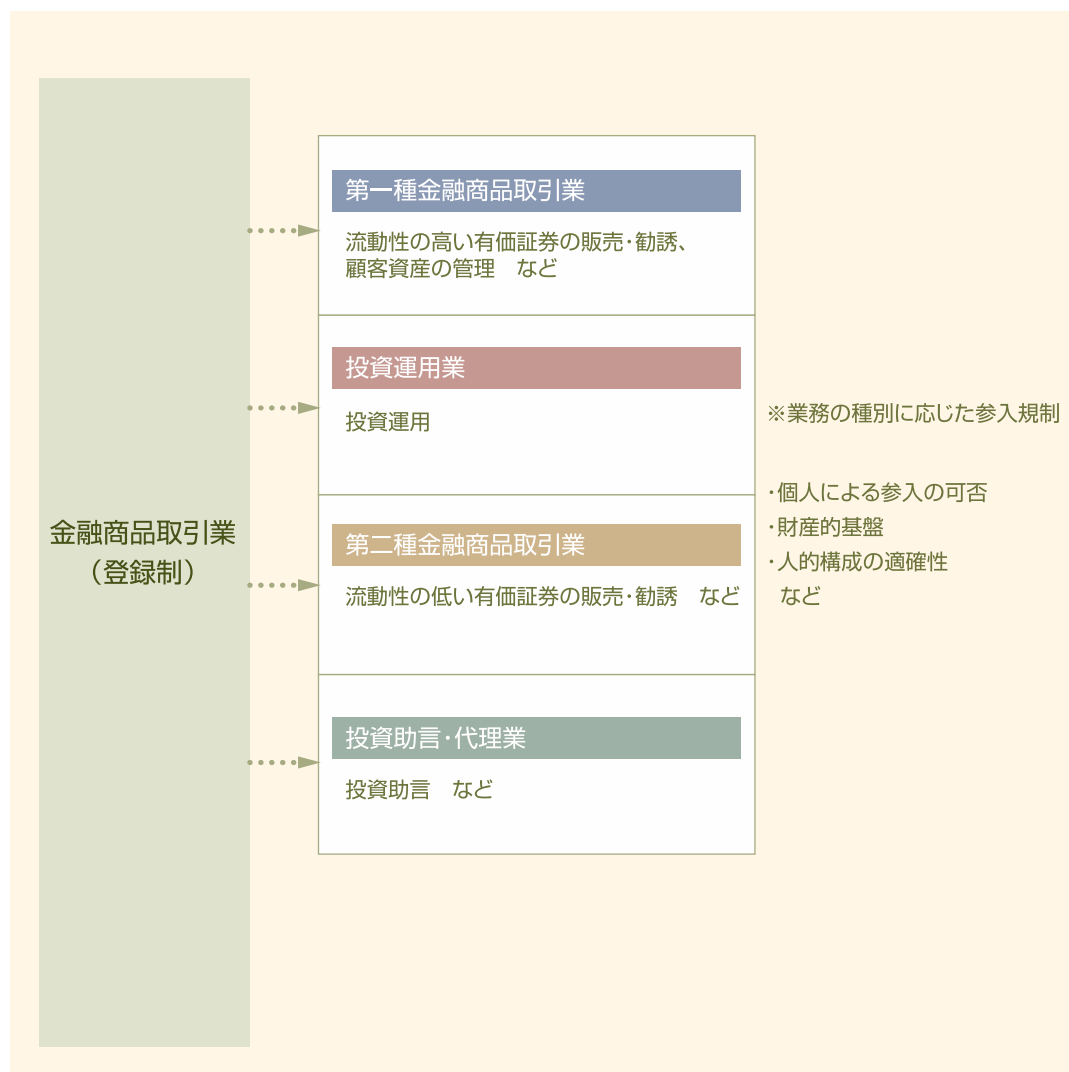 金融商品取引業
（登録制）
第一種金融商品取引業
流動性の高い有価証券の販売・勧誘、
顧客資産の管理　など
投資運用業
投資運用
第二種金融商品取引業
流動性の低い有価証券の販売・勧誘　など
投資助言・代理業
投資助言　など
※業務の種別に応じた参入規制
・個人による参入の可否
・財産的基盤
・人的構成の適確性
など